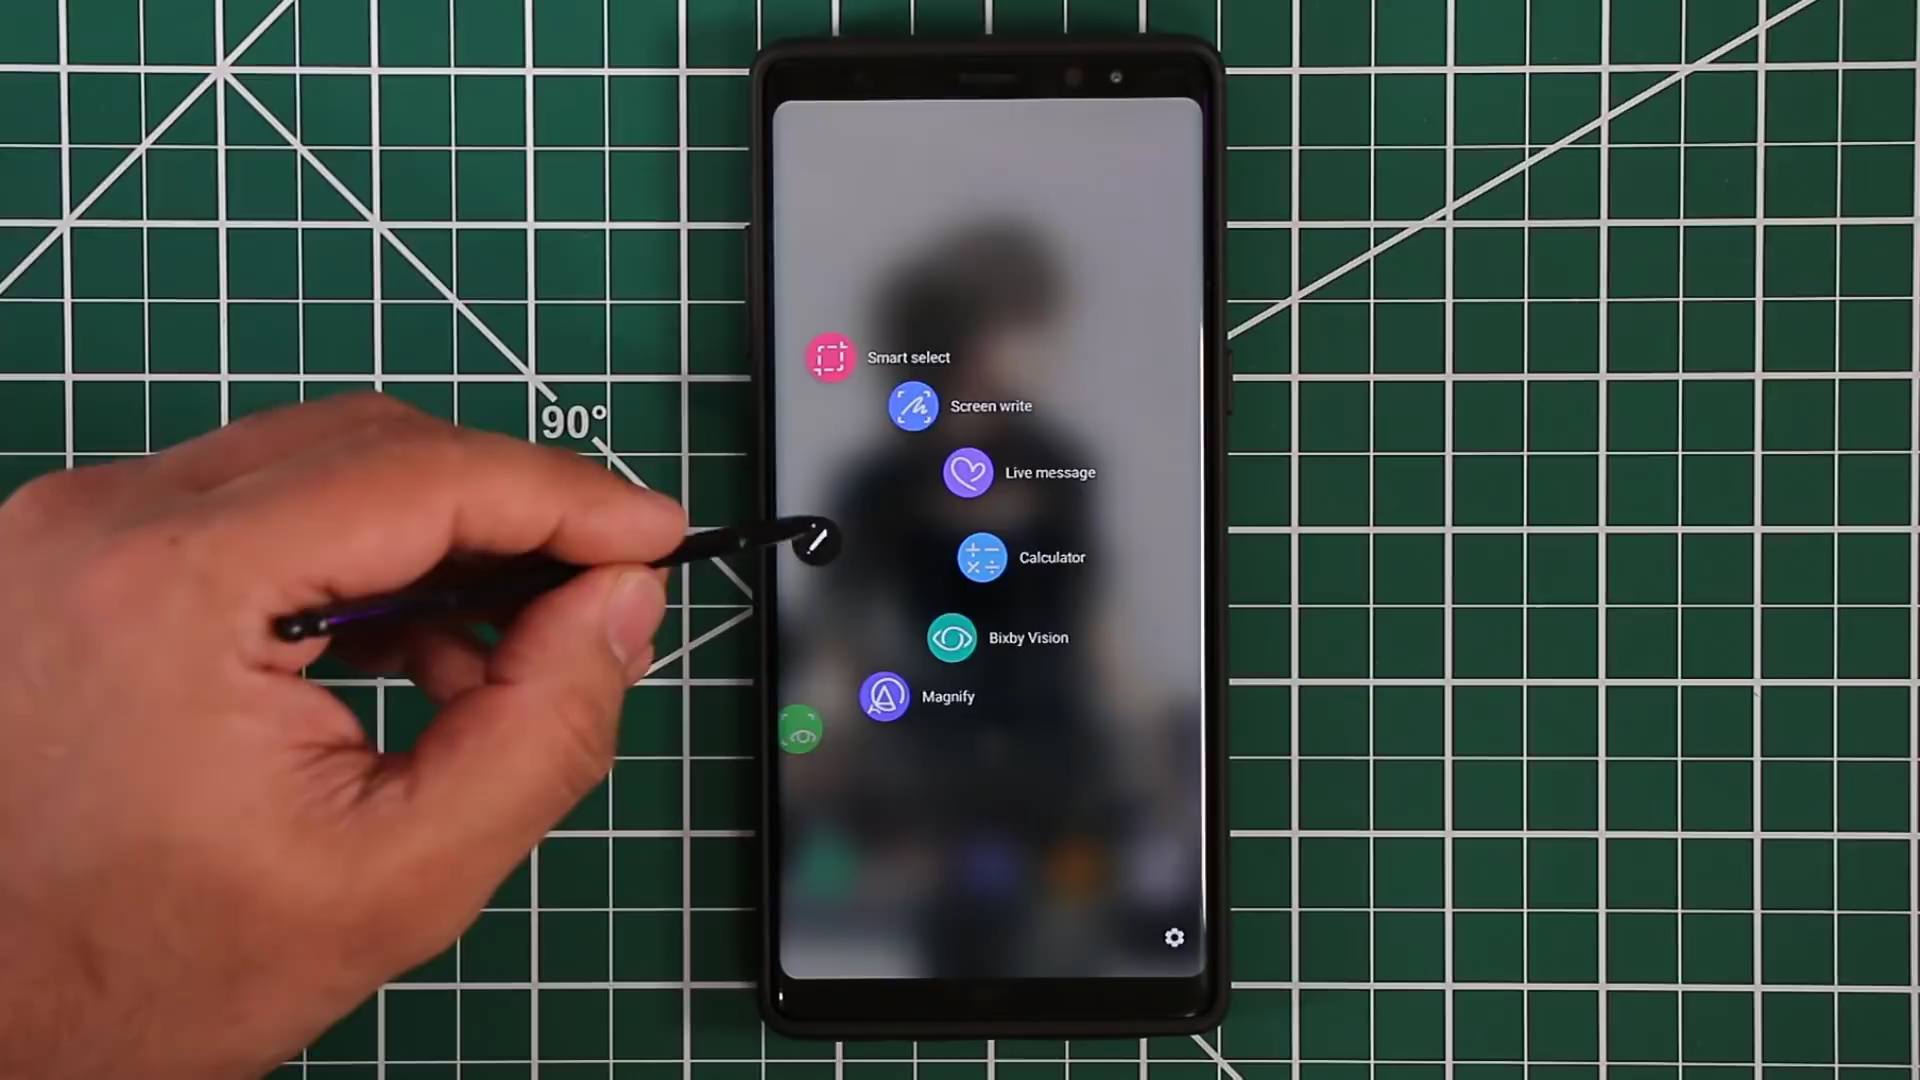 Smart select
Screen write
Live message
90°
Calculator
Bixby Vision
Magnify